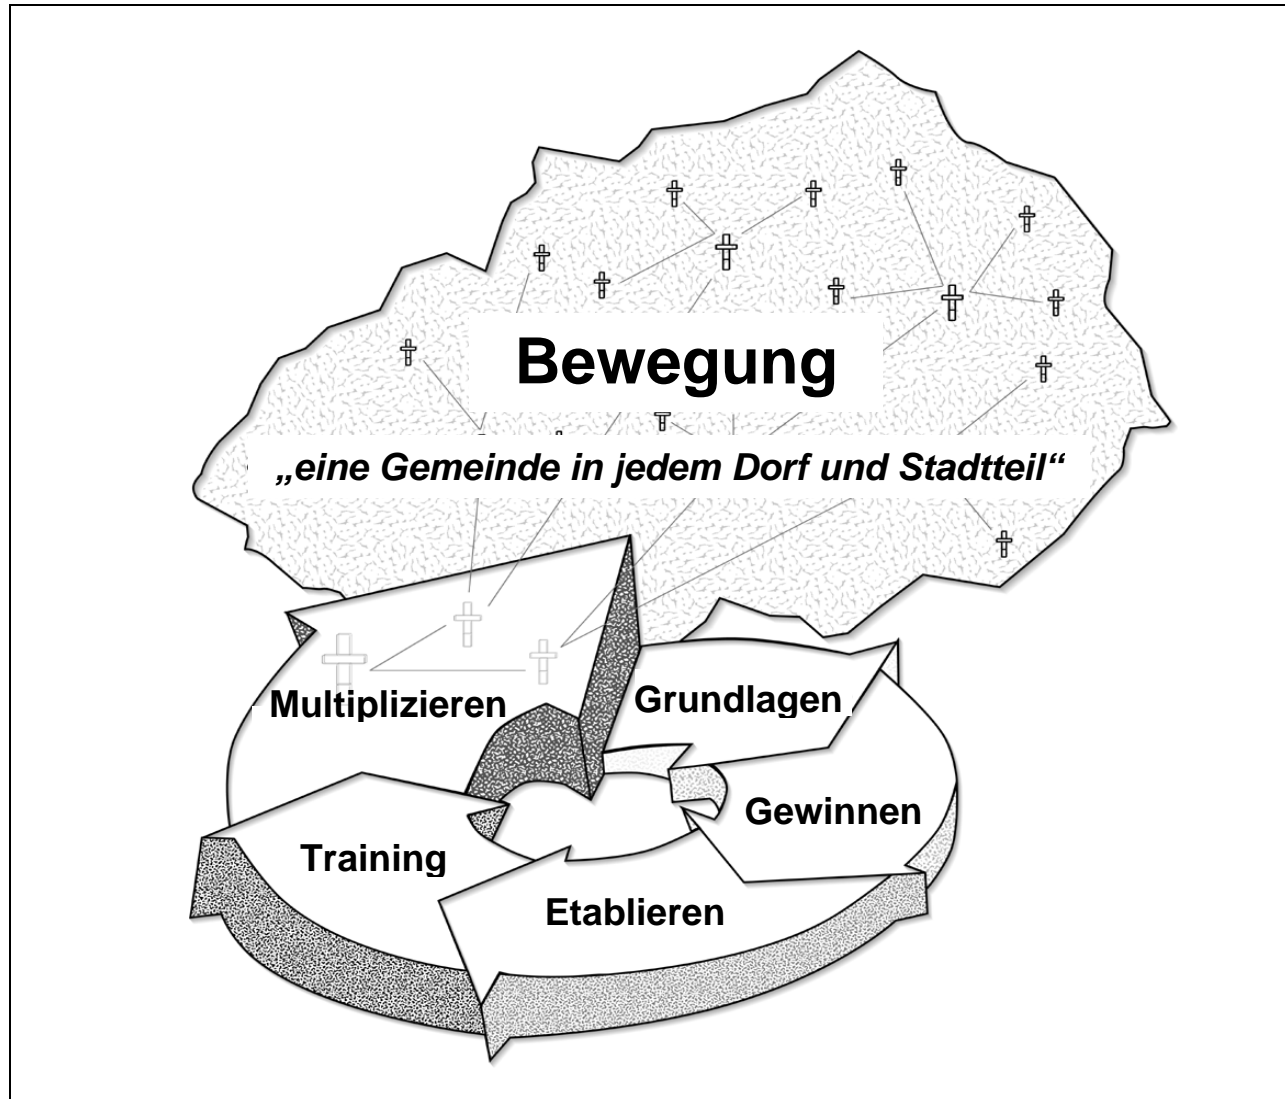 Bewegung
„eine Gemeinde in jedem Dorf und Stadtteil“
Multiplizieren
Grundlagen
Gewinnen
Training
Etablieren